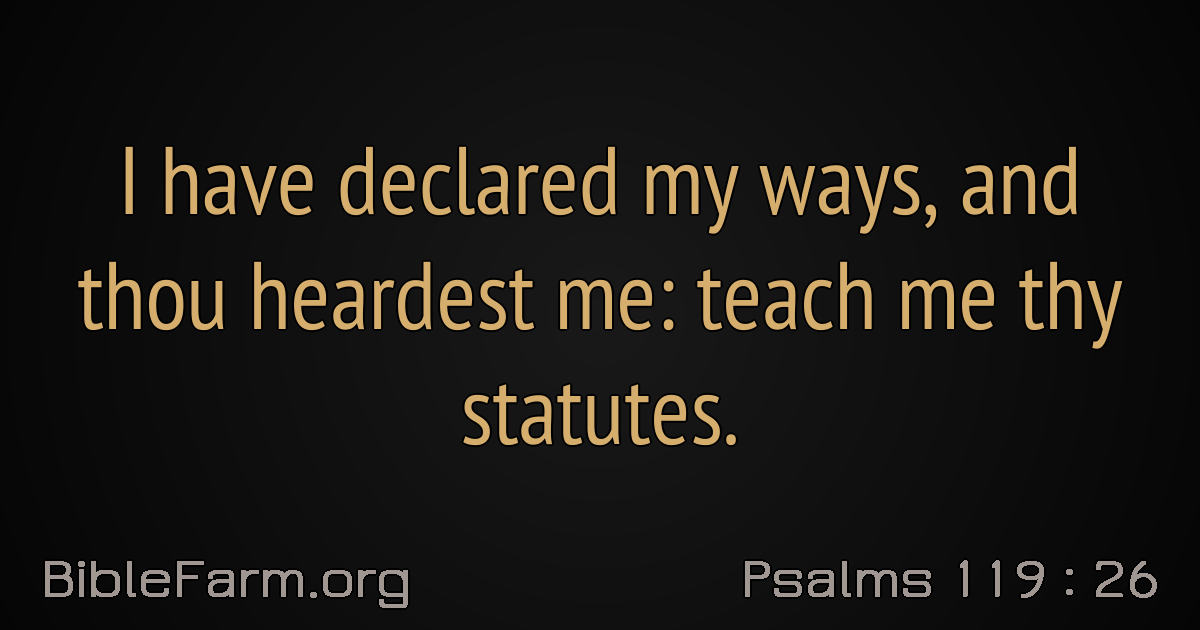 I have declared my ways, and
thou heardest me: teach me thy
statutes.
BibleFarm.org
Psalms 119 : 26